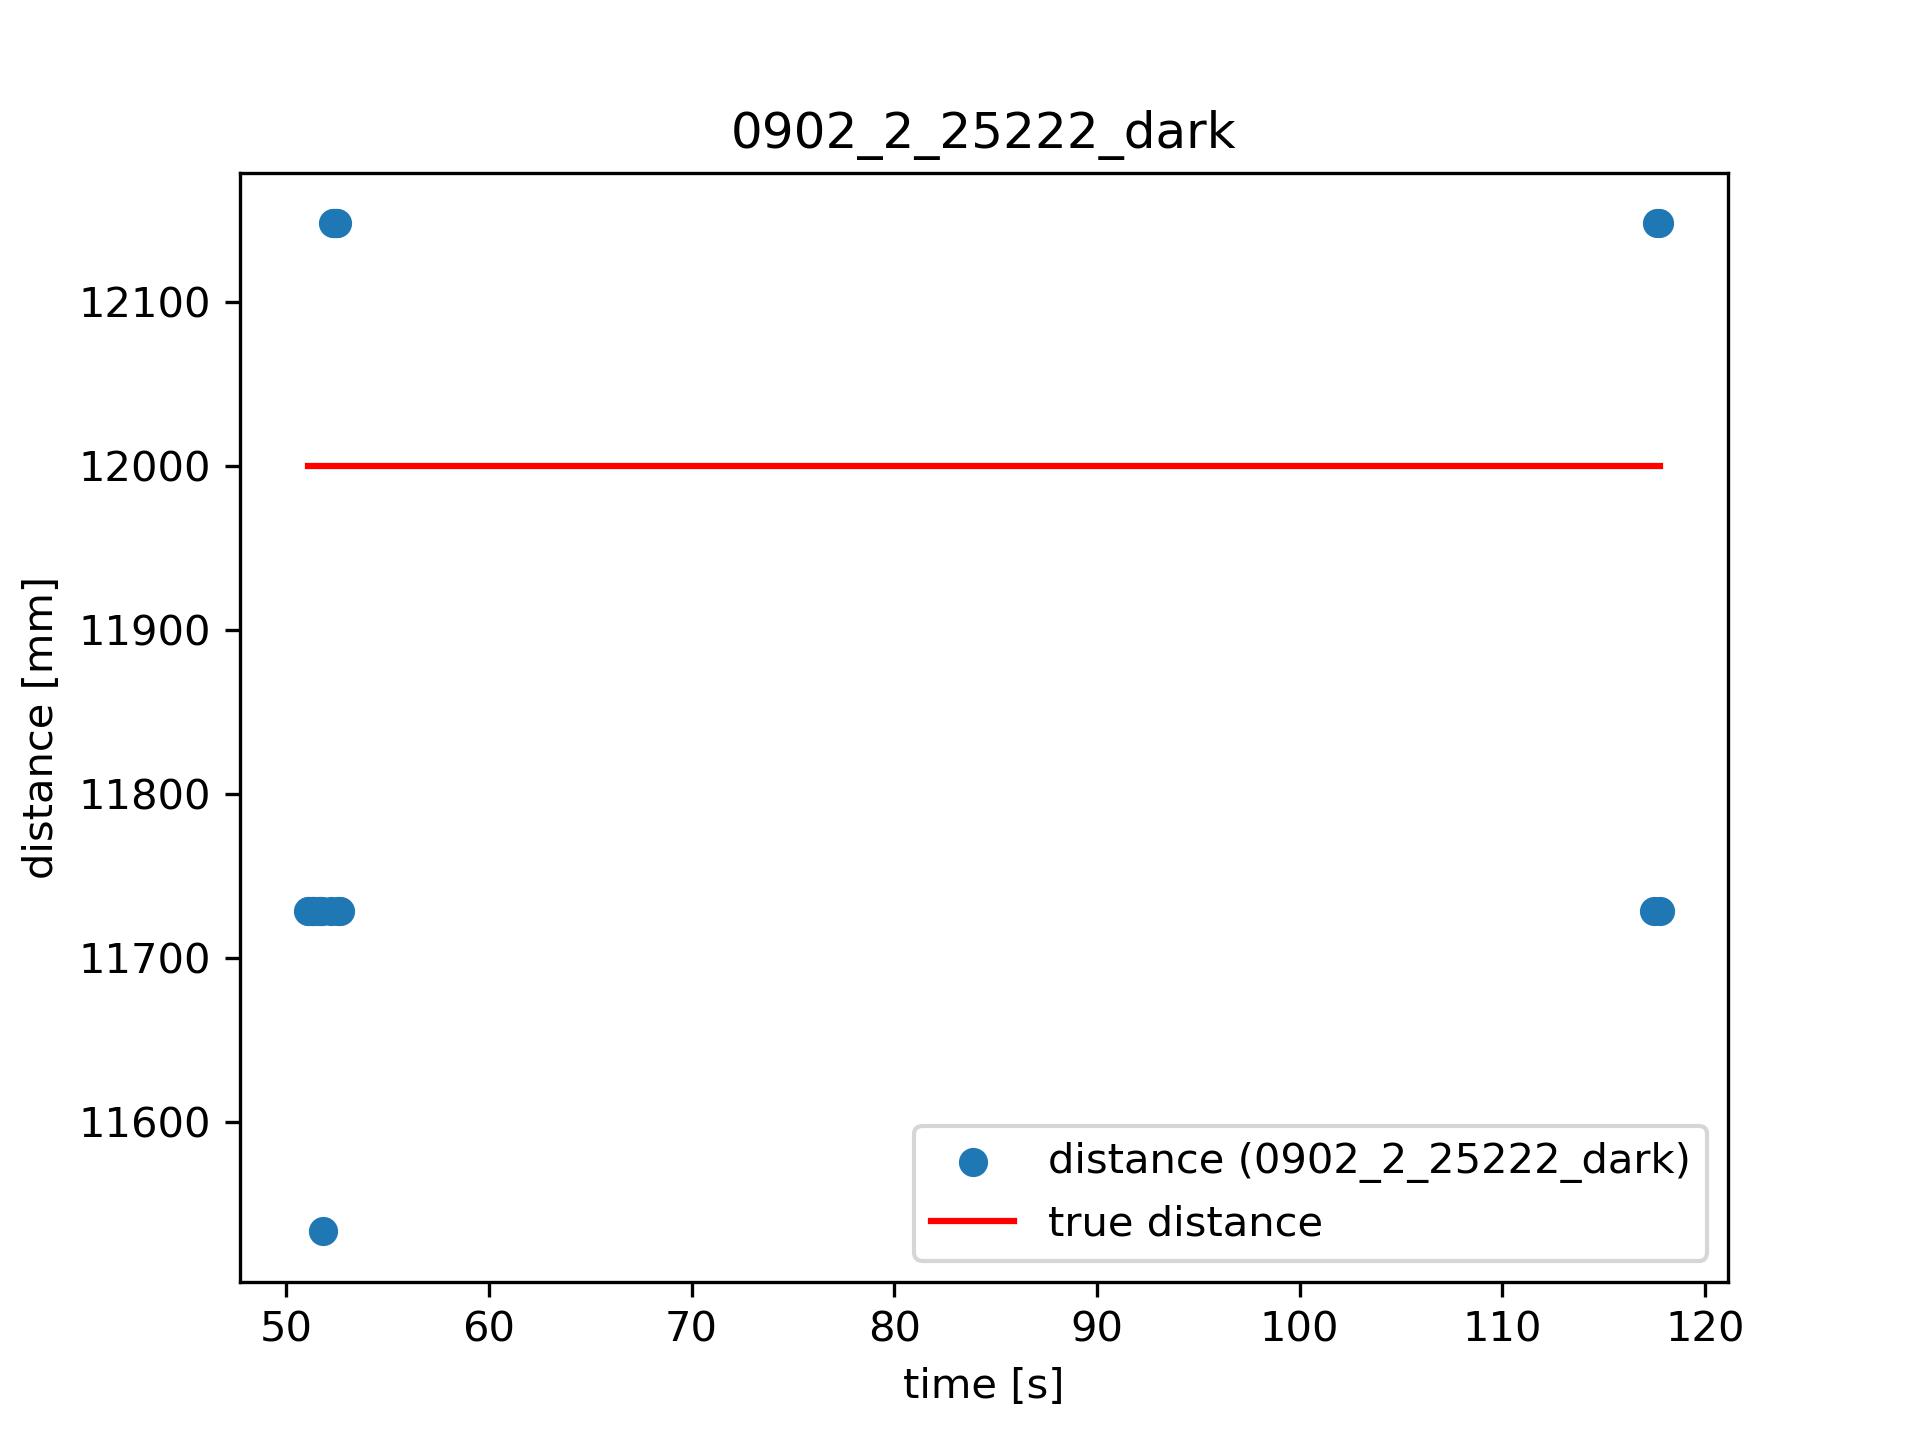 0902_2_25222_dark
12100
12000
11900
11800
11700
11600
distance [mm]
distance (0902_2_25222_dark)
true distance
50 60 70 80 90 100 110 120
time [s]